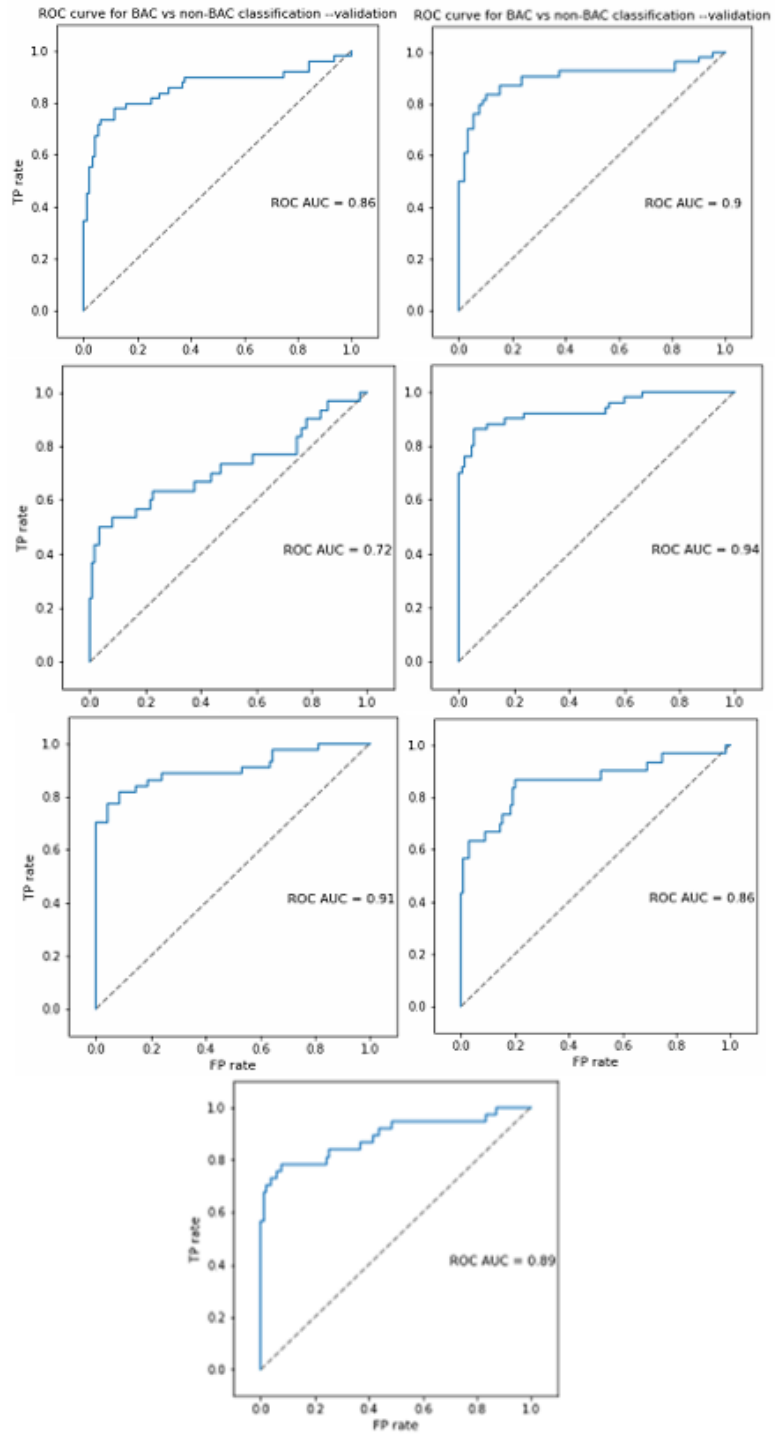 ROC curve for BAC vs non-BAC classification --validation
1.0
0.8
0.6
0.4
0.2
0.0
TP rate
ROC AUC = 0.86
0.0 0.2 0.4 0.6 0.8 1.0
ROC curve for BAC vs non-BAC classification --validation
1.0
0.8
0.6
0.4
0.2
0.0
ROC AUC = 0.9
0.0 0.2 0.4 0.6 0.8 1.0
1.0
0.8
0.6
0.4
0.2
0.0
TP rate
ROC AUC = 0.72
0.0 0.2 0.4 0.6 0.8 1.0
1.0
0.8
0.6
0.4
0.2
0.0
ROC AUC = 0.94
0.0 0.2 0.4 0.6 0.8 1.0
1.0
0.8
0.6
0.4
0.2
0.0
TP rate
ROC AUC = 0.91
0.0 0.2 0.4 0.6 0.8 1.0
FP rate
1.0
0.8
0.6
0.4
0.2
0.0
ROC AUC = 0.86
0.0 0.2 0.4 0.6 0.8 1.0
FP rate
1.0
0.8
0.6
0.4
0.2
0.0
TP rate
ROC AUC = 0.89
0.0 0.2 0.4 0.6 0.8 1.0
FP rate